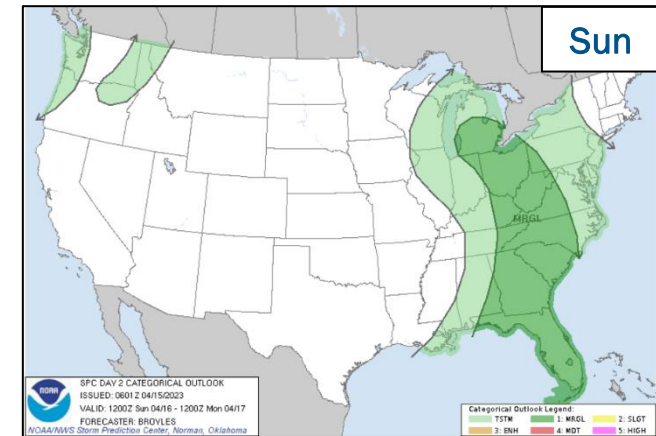 Sun
MRGL
NOAA
SPC DAY 2 CATEGORICAL OUTLOOK
ISSUED: 0601Z 04/15/2023
VALID: 1200Z Sun 04/16 - 1200Z Mon 04/17
FORECASTER: BROYLES
NOAA/NWS Storm Prediction Center, Norman, Oklahoma
Categorical Outlook Legend:
TSTM 1: MRGL 2: SLGT
3: ENH 4: MDT 5: HIGH